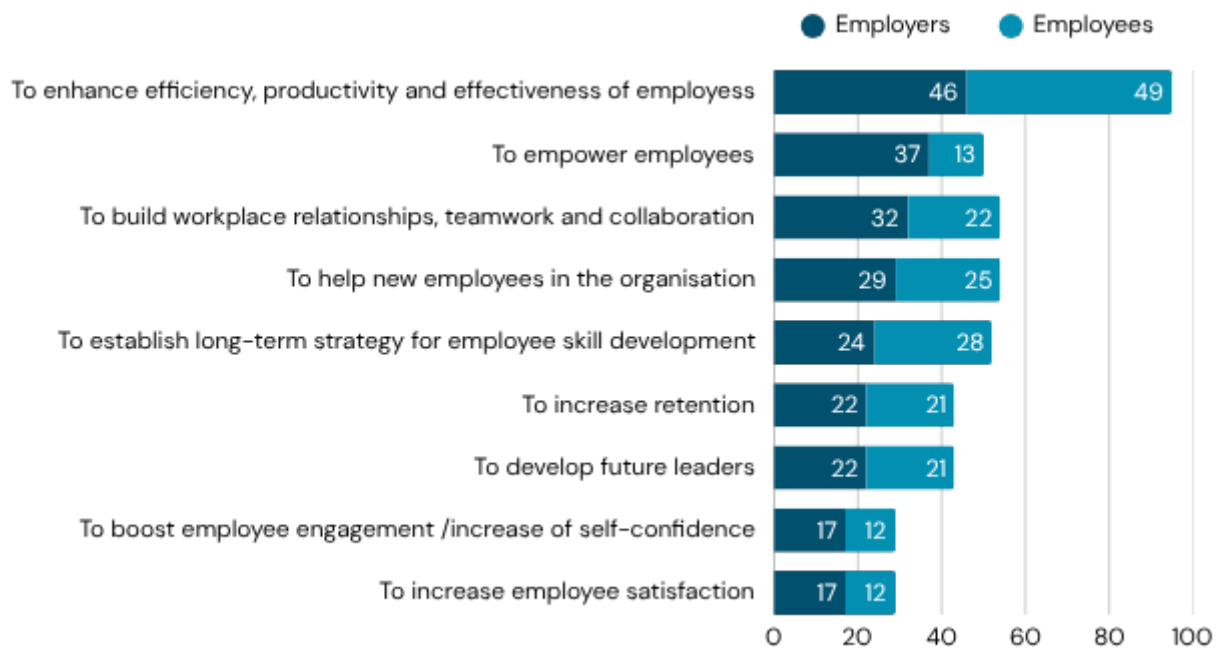 Employers Employees
To enhance efficiency, productivity and effectiveness of employess 46 49
To empower employees 37 13
To build workplace relationships, teamwork and collaboration 32 22
To help new employees in the organisation 29 25
To establish long-term strategy for employee skill development 24 28
To increase retention 22 21
To develop future leaders 22 21
To boost employee engagement /increase of self-confidence 17 12
To increase employee satisfaction 17 12
0 20 40 60 80 100